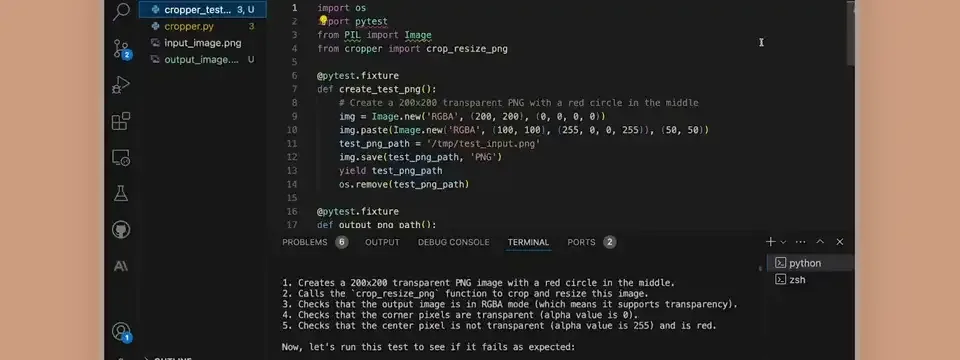 cropper_test... 3, U
cropper.py 3
input_image.png
output_image.... U
2
1
1 import os
2 import pytest
3 from PIL import Image
4 from cropper import crop_resize_png
5
6 @pytest.fixture
7 def create_test_png():
8 # Create a 200x200 transparent PNG with a red circle in the middle
9 img = Image.new('RGBA', (200, 200), (0, 0, 0, 0))
10 img.paste(Image.new('RGBA', (100, 100), (255, 0, 0, 255)), (50, 50))
11 test_png_path = '/tmp/test_input.png'
12 img.save(test_png_path, 'PNG')
13 yield test_png_path
14 os.remove(test_png_path)
15
16 @pytest.fixture
17 def output_png_path():
PROBLEMS 6 OUTPUT DEBUG CONSOLE TERMINAL PORTS 2
python
zsh
1. Creates a 200x200 transparent PNG image with a red circle in the middle.
2. Calls the `crop_resize_png` function to crop and resize this image.
3. Checks that the output image is in RGBA mode (which means it supports transparency).
4. Checks that the corner pixels are transparent (alpha value is 0).
5. Checks that the center pixel is not transparent (alpha value is 255) and is red.
Now, let's run this test to see if it fails as expected:
OUTLINE